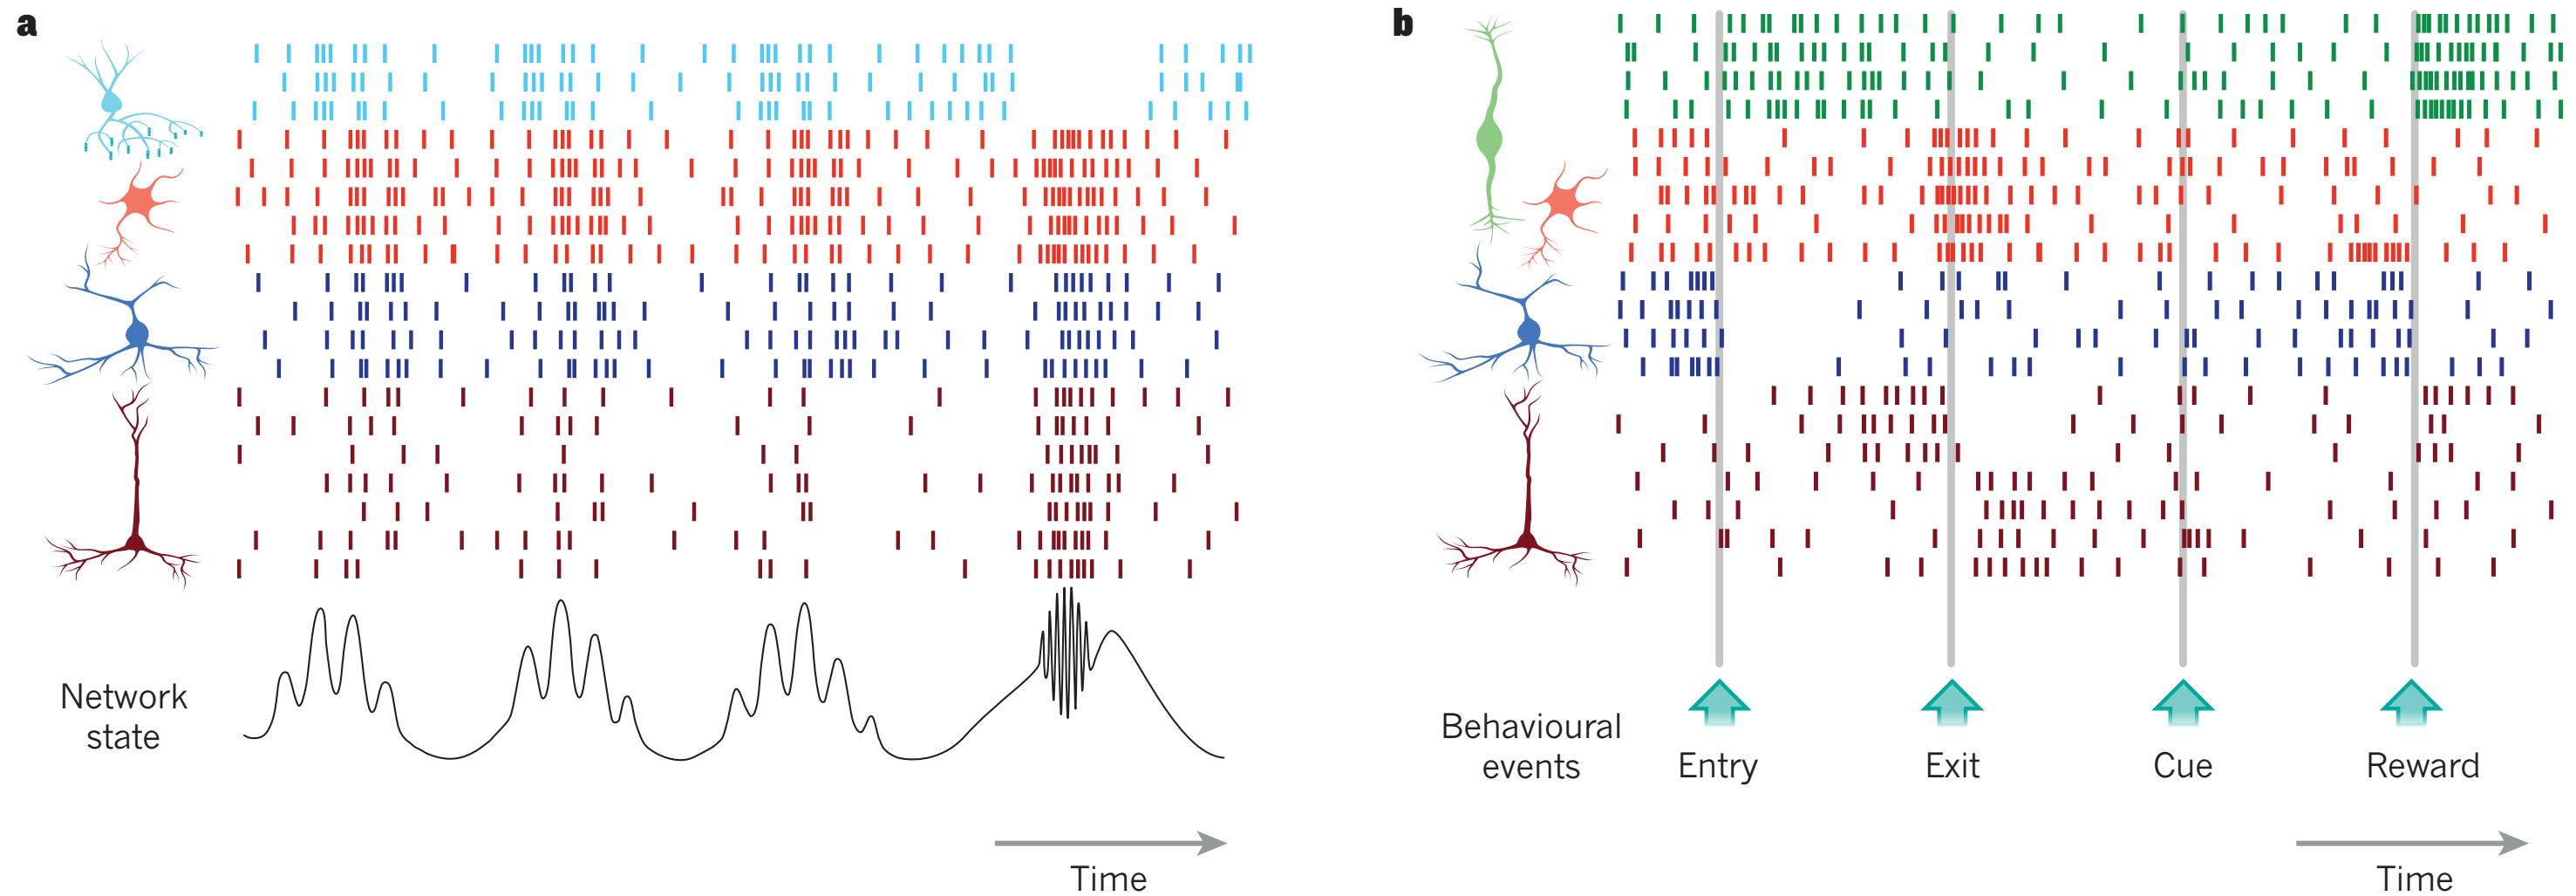 a
Network
state
Time
b
Behavioural
events
Entry
Exit
Cue
Reward
Time